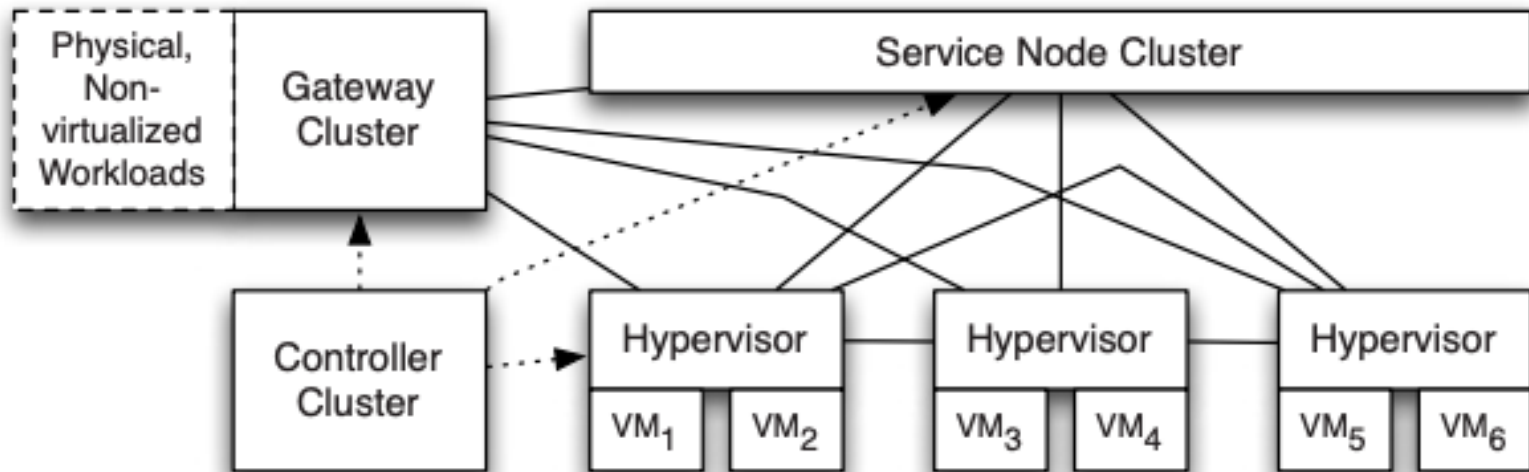 Physical,
Non-
virtualized
Workloads
Gateway
Cluster
Service Node Cluster
Controller
Cluster
Hypervisor
Hypervisor
Hypervisor
VM1
VM2
VM3
VM4
VM5
VM6